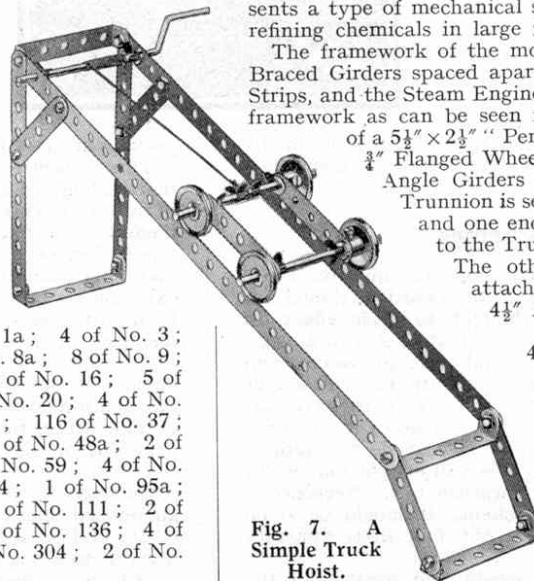 sents a type of mechanical s
refining chemicals in large
The framework of the mo
Braced Girders spaced apar
Strips, and the Steam Engine
framework as can be seen
of a 5½″ × 2½″ “ Per
¾″ Flanged Wheel
Angle Girders
Trunnion is se
and one end
to the Tru
The oth
attach
4½″
4
1a ; 4 of No. 3 ;
. 8a ; 8 of No. 9 ;
of No. 16 ; 5 of
No. 20 ; 4 of No.
; 116 of No. 37 ;
of No. 48a ; 2 of
No. 59 ; 4 of No.
4 ; 1 of No. 95a ;
of No. 111 ; 2 of
of No. 136 ; 4 of
No. 304 ; 2 of No.
Fig. 7. A
Simple Truck
Hoist.